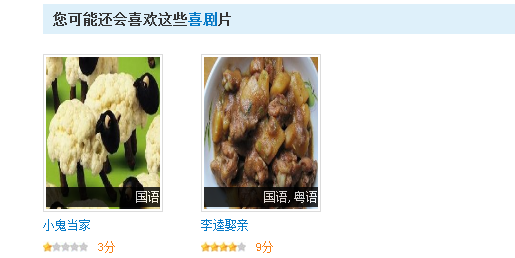 您可能还会喜欢这些喜剧片
国语
国语, 粤语
小鬼当家
李逵娶亲
3分
9分